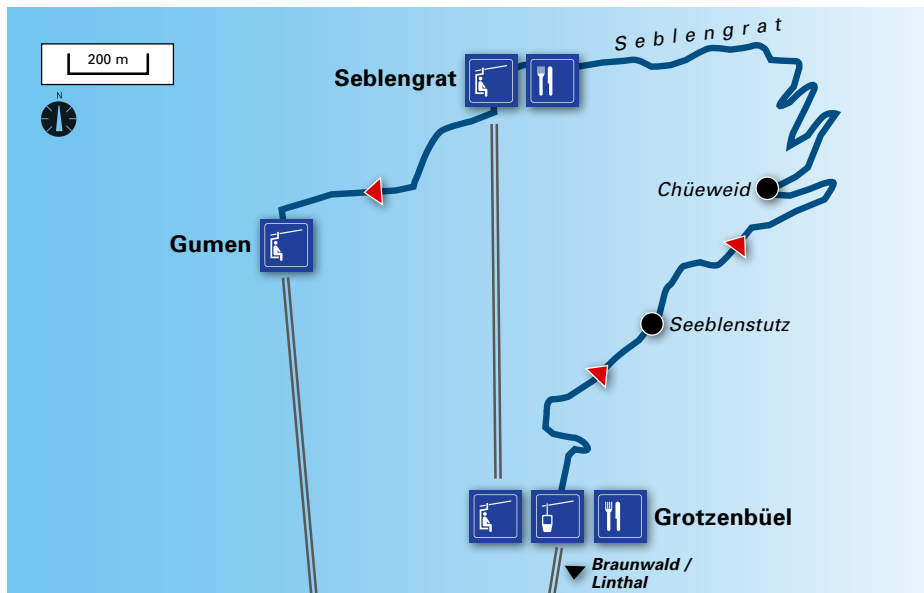 200 m
N
Seblengrat
Seblengrat
Chüeweid
Gumen
Seeblenstutz
Grotzenbüel
Braunwald /
Linthal